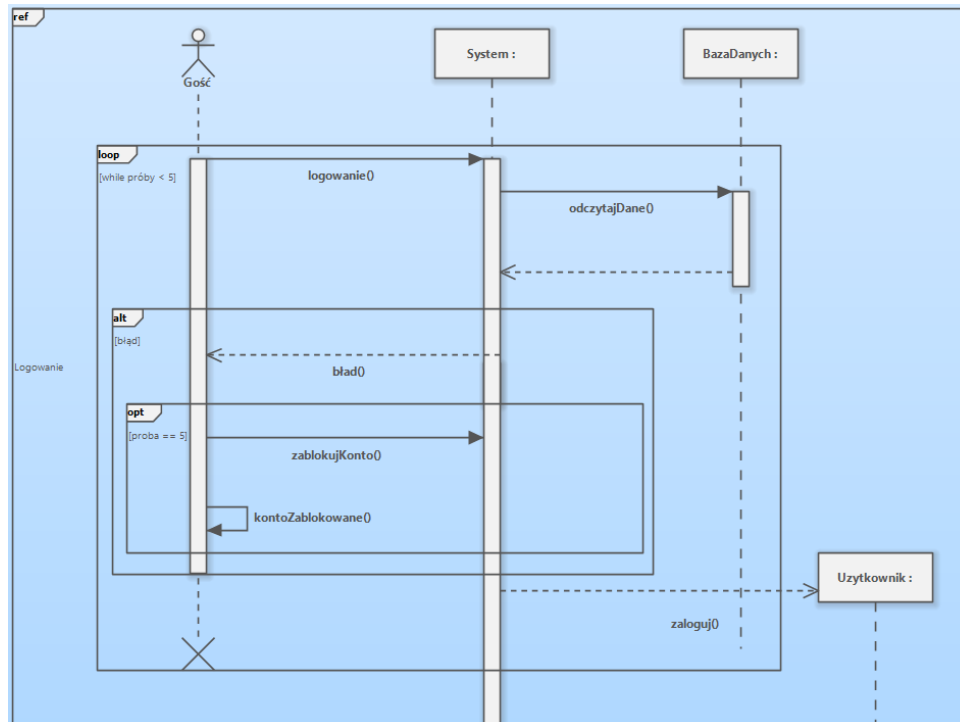 ref
Gość
System :
BazaDanych :
loop
[while próby < 5]
logowanie()
odczytajDane()
alt
[błąd]
Logowanie
bład()
opt
[proba == 5]
zablokujKonto()
kontoZablokowane()
Uzytkownik :
zaloguj()